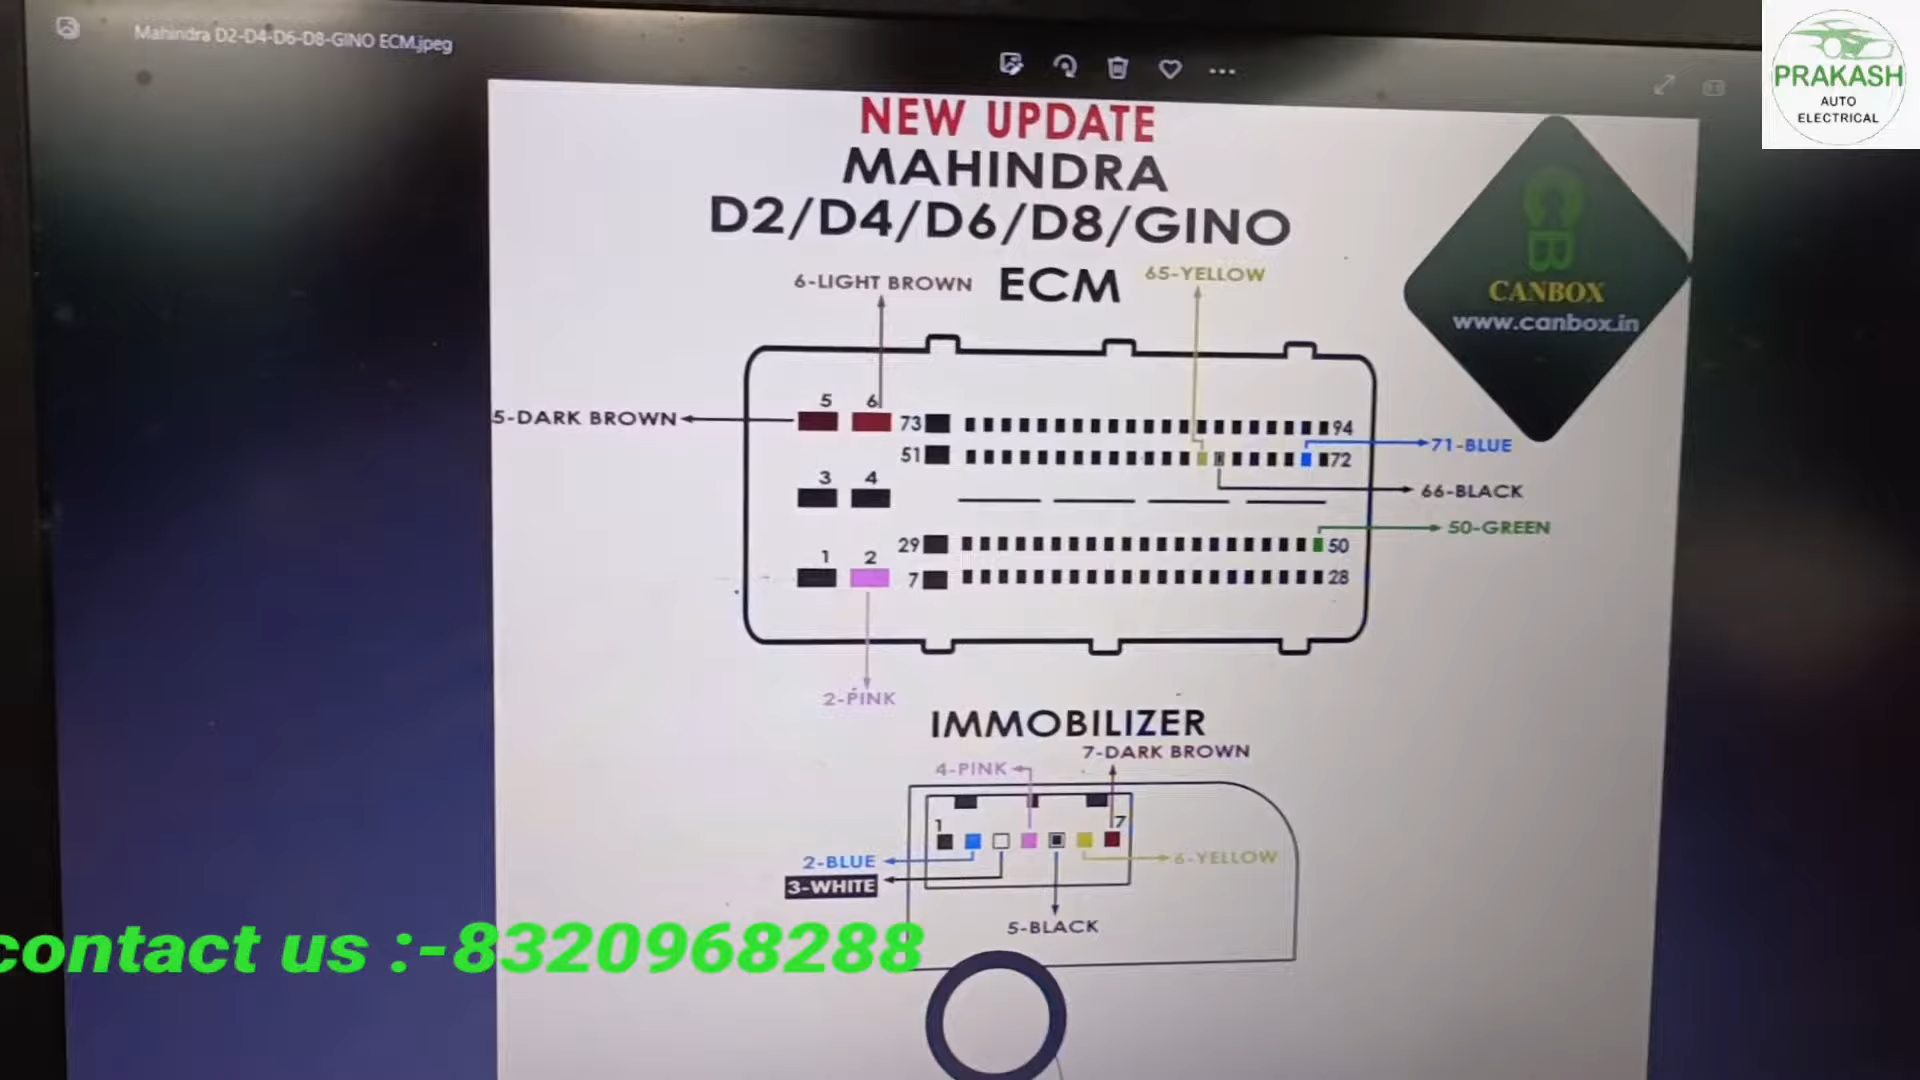 Mahindra D2-D4-D6-D8-GINO ECM.jpeg
PRAKASH
AUTO
ELECTRICAL
NEW UPDATE
MAHINDRA
D2/D4/D6/D8/GINO
ECM
6-LIGHT BROWN
65-YELLOW
CB
CANBOX
www.canbox.in
5 6
5-DARK BROWN
73 94
71-BLUE
51 72
3 4
66-BLACK
50-GREEN
29 50
1 2
7 28
2-PINK
IMMOBILIZER
7-DARK BROWN
4-PINK
1 7
2-BLUE
6-YELLOW
3-WHITE
5-BLACK
contact us :-8320968288